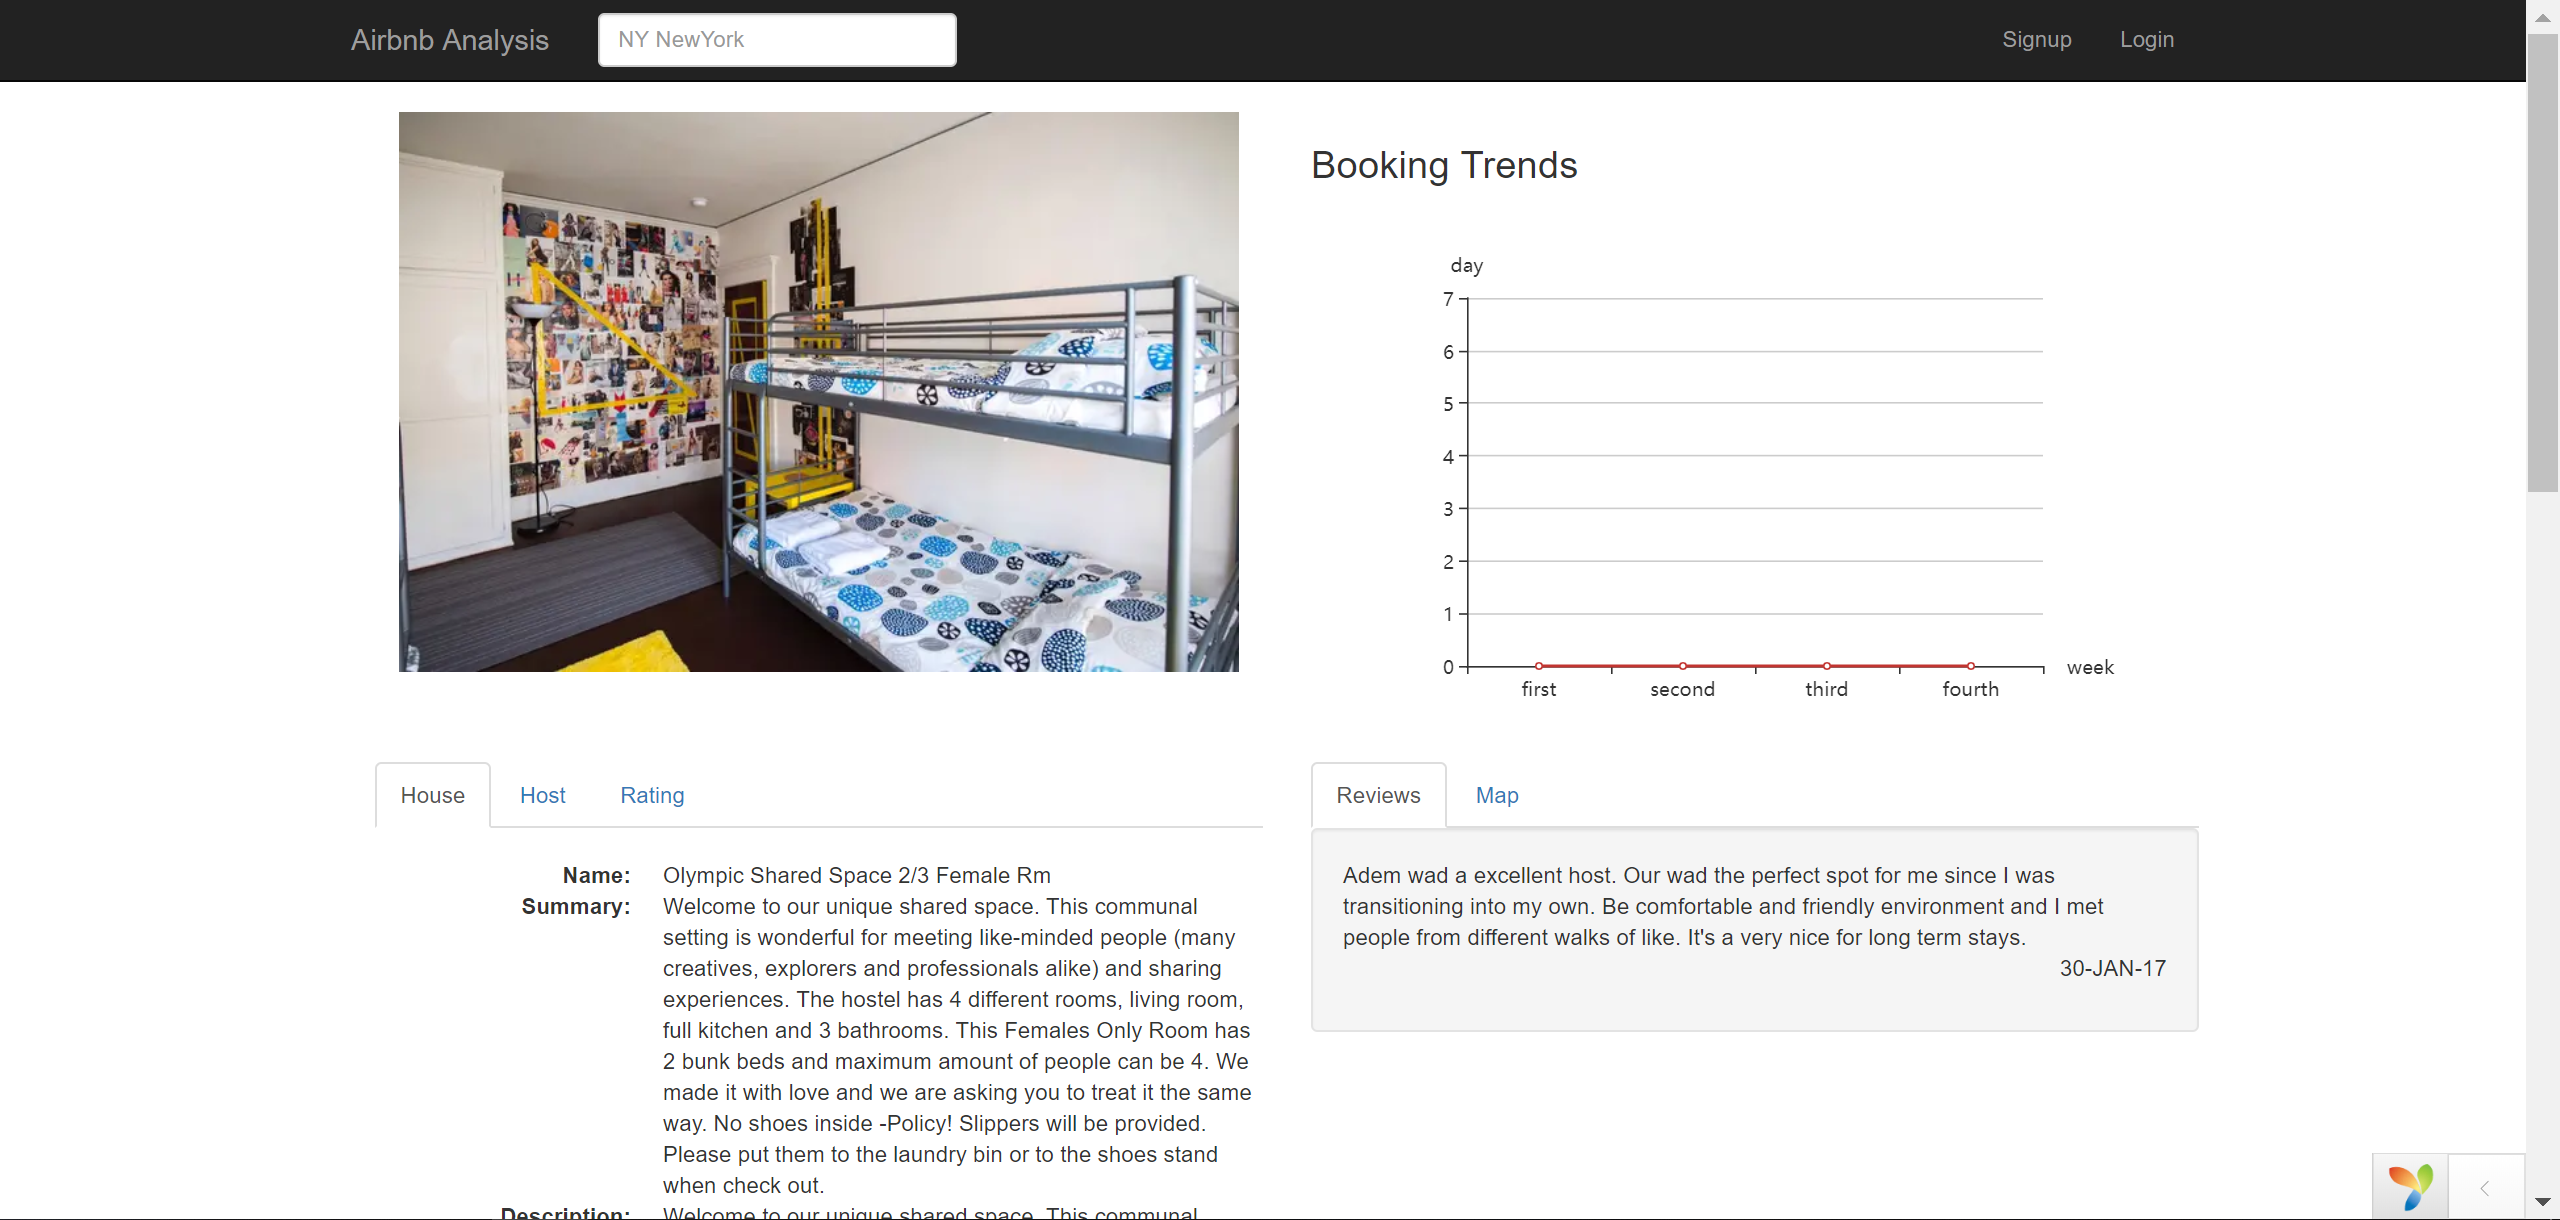 Airbnb Analysis
NY NewYork
Signup
Login
Booking Trends
day
7
6
5
4
3
2
1
0
first
second
third
fourth
week
House
Host
Rating
Name:
Olympic Shared Space 2/3 Female Rm
Summary:
Welcome to our unique shared space. This communal
setting is wonderful for meeting like-minded people (many
creatives, explorers and professionals alike) and sharing
experiences. The hostel has 4 different rooms, living room,
full kitchen and 3 bathrooms. This Females Only Room has
2 bunk beds and maximum amount of people can be 4. We
made it with love and we are asking you to treat it the same
way. No shoes inside -Policy! Slippers will be provided.
Please put them to the laundry bin or to the shoes stand
when check out.
Description:
Welcome to our unique shared space. This communal
Reviews
Map
Adem wad a excellent host. Our wad the perfect spot for me since I was
transitioning into my own. Be comfortable and friendly environment and I met
people from different walks of like. It's a very nice for long term stays.
30-JAN-17